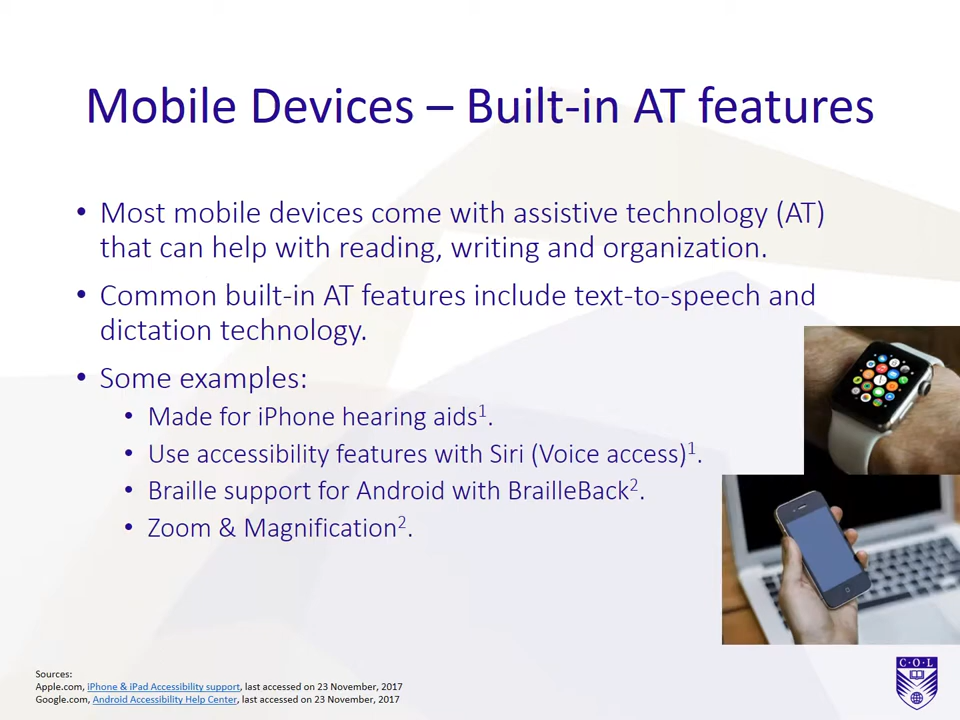 Mobile Devices – Built-in AT features
• Most mobile devices come with assistive technology (AT)
that can help with reading, writing and organization.
• Common built-in AT features include text-to-speech and
dictation technology.
• Some examples:
• Made for iPhone hearing aids¹.
• Use accessibility features with Siri (Voice access)¹.
• Braille support for Android with BrailleBack².
• Zoom & Magnification².
Sources:
Apple.com, iPhone & iPad Accessibility support, last accessed on 23 November, 2017
Google.com, Android Accessibility Help Center, last accessed on 23 November, 2017
C·O·L